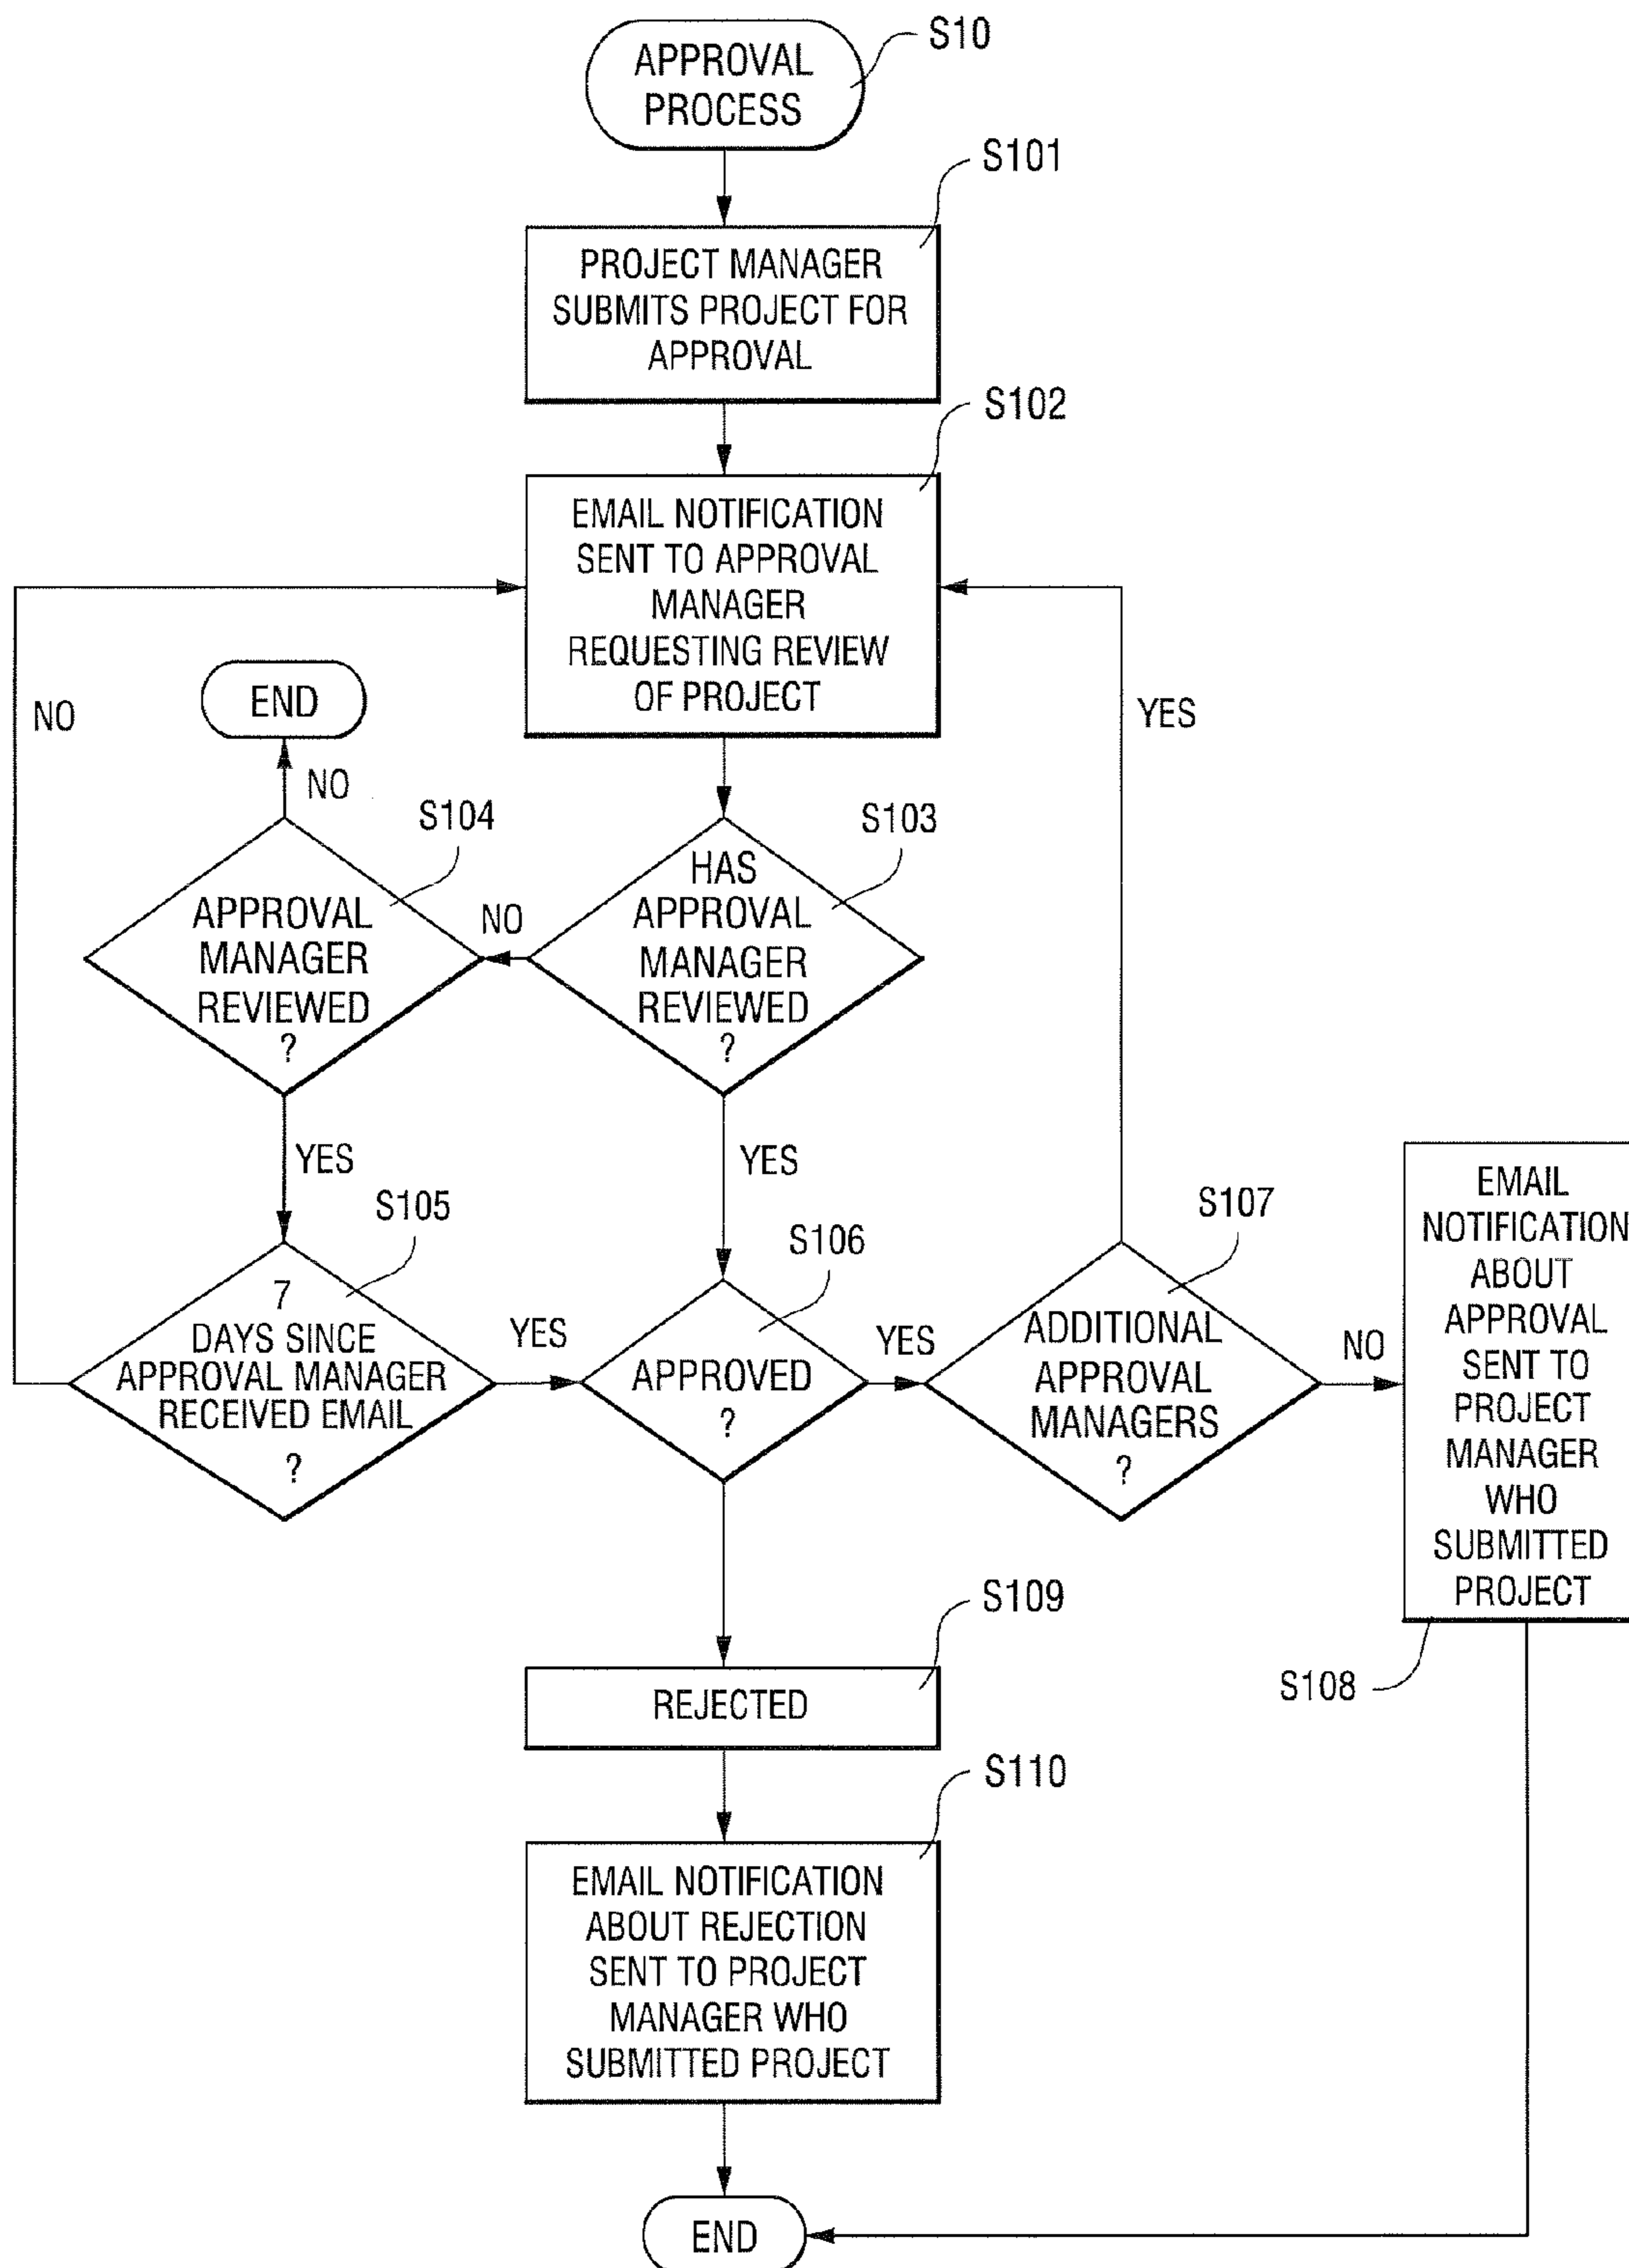 APPROVAL
PROCESS
S10
S101
PROJECT MANAGER
SUBMITS PROJECT FOR
APPROVAL
S102
EMAIL NOTIFICATION
SENT TO APPROVAL
MANAGER
REQUESTING REVIEW
OF PROJECT
NO
END
YES
NO
S104
S103
APPROVAL
MANAGER
REVIEWED
?
NO
HAS
APPROVAL
MANAGER
REVIEWED
?
YES
YES
S105
S106
S107
7
DAYS SINCE
APPROVAL MANAGER
RECEIVED EMAIL
?
YES
APPROVED
?
YES
ADDITIONAL
APPROVAL
MANAGERS
?
NO
EMAIL
NOTIFICATION
ABOUT
APPROVAL
SENT TO
PROJECT
MANAGER
WHO
SUBMITTED
PROJECT
S108
S109
REJECTED
S110
EMAIL NOTIFICATION
ABOUT REJECTION
SENT TO PROJECT
MANAGER WHO
SUBMITTED PROJECT
END